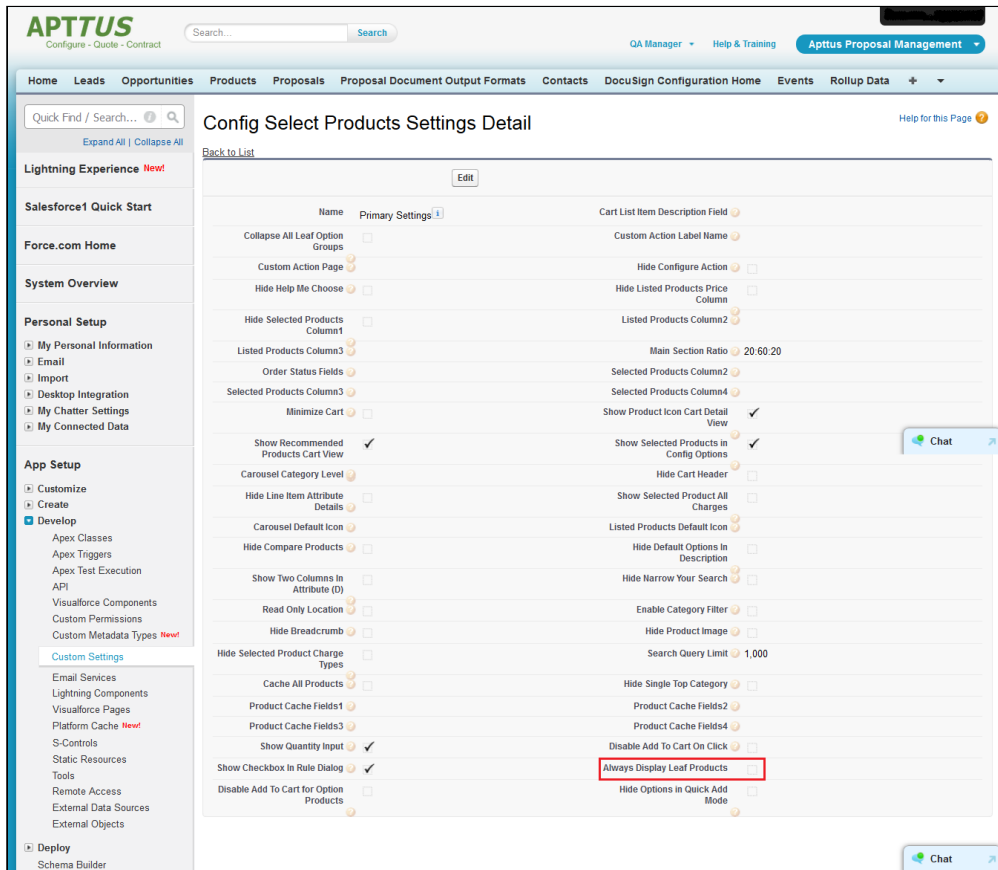 APTTUS
Configure - Quote - Contract
Search...
Search
QA Manager
Help & Training
Apttus Proposal Management
Home Leads Opportunities Products Proposals Proposal Document Output Formats Contacts DocuSign Configuration Home Events Rollup Data +
Quick Find / Search...
Expand All | Collapse All
Lightning Experience New!
Salesforce1 Quick Start
Force.com Home
System Overview
Personal Setup
My Personal Information
Email
Import
Desktop Integration
My Chatter Settings
My Connected Data
App Setup
Customize
Create
Develop
Apex Classes
Apex Triggers
Apex Test Execution
API
Visualforce Components
Custom Permissions
Custom Metadata Types New!
Custom Settings
Email Services
Lightning Components
Visualforce Pages
Platform Cache New!
S-Controls
Static Resources
Tools
Remote Access
External Data Sources
External Objects
Deploy
Schema Builder
Config Select Products Settings Detail
Help for this Page
Back to List
Edit
Name Primary Settings
Cart List Item Description Field
Collapse All Leaf Option
Groups
Custom Action Label Name
Custom Action Page
Hide Configure Action
Hide Help Me Choose
Hide Listed Products Price
Column
Hide Selected Products
Column1
Listed Products Column2
Listed Products Column3
Main Section Ratio 20:60:20
Order Status Fields
Selected Products Column2
Selected Products Column3
Selected Products Column4
Minimize Cart
Show Product Icon Cart Detail
View
Show Recommended
Products Cart View
Show Selected Products in
Config Options
Carousel Category Level
Hide Cart Header
Hide Line Item Attribute
Details
Show Selected Product All
Charges
Carousel Default Icon
Listed Products Default Icon
Hide Compare Products
Hide Default Options In
Description
Show Two Columns In
Attribute (D)
Hide Narrow Your Search
Read Only Location
Enable Category Filter
Hide Breadcrumb
Hide Product Image
Hide Selected Product Charge
Types
Search Query Limit 1,000
Cache All Products
Hide Single Top Category
Product Cache Fields1
Product Cache Fields2
Product Cache Fields3
Product Cache Fields4
Show Quantity Input
Disable Add To Cart On Click
Show Checkbox In Rule Dialog
Always Display Leaf Products
Disable Add To Cart for Option
Products
Hide Options in Quick Add
Mode
Chat
Chat